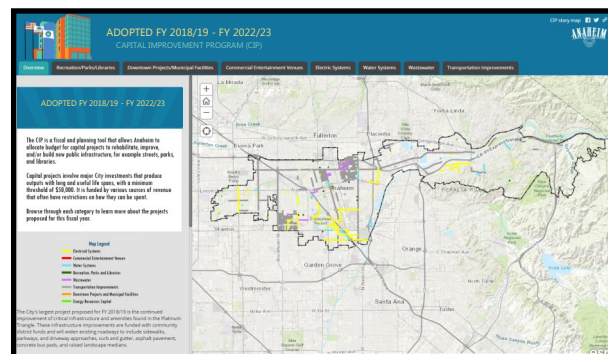 CIP story map
ADOPTED FY 2018/19 - FY 2022/23
CAPITAL IMPROVEMENT PROGRAM (CIP)
ANAHEIM
Overview
Recreation/Parks/Libraries
Downtown Projects/Municipal Facilities
Commercial Entertainment Venues
Electric Systems
Water Systems
Wastewater
Transportation Improvements
ADOPTED FY 2018/19 - FY 2022/23
The CIP is a fiscal and planning tool that allows Anaheim to
allocate budget for capital projects to rehabilitate, improve,
and/or build new public infrastructure, for example streets, parks,
and libraries.
Capital projects involve major City investments that produce
outputs with long and useful life spans, with a minimum
threshold of $50,000. It is funded by various sources of revenue
that often have restrictions on how they can be spent.
Browse through each category to learn more about the projects
proposed for this fiscal year.
Map Legend
Electrical Systems
Commercial Entertainment Venues
Water Systems
Recreation, Parks and Libraries
Wastewater
Transportation Improvements
Downtown Projects and Municipal Facilities
Energy Resources Capital
The City's largest project proposed for FY 2018/19 is the continued
improvement of critical infrastructure and amenities found in the Platinum
Triangle. These infrastructure improvements are funded with community
district funds and will widen existing roadways to include sidewalks,
parkways, and driveway approaches, curb and gutter, asphalt pavement,
concrete bus pads, and raised landscape medians.
La Mirada
Yorba Linda
Fullerton
Placentia
Buena Park
Anaheim
Stanton
Orange
Garden Grove
Westminster
Santa Ana
Tustin